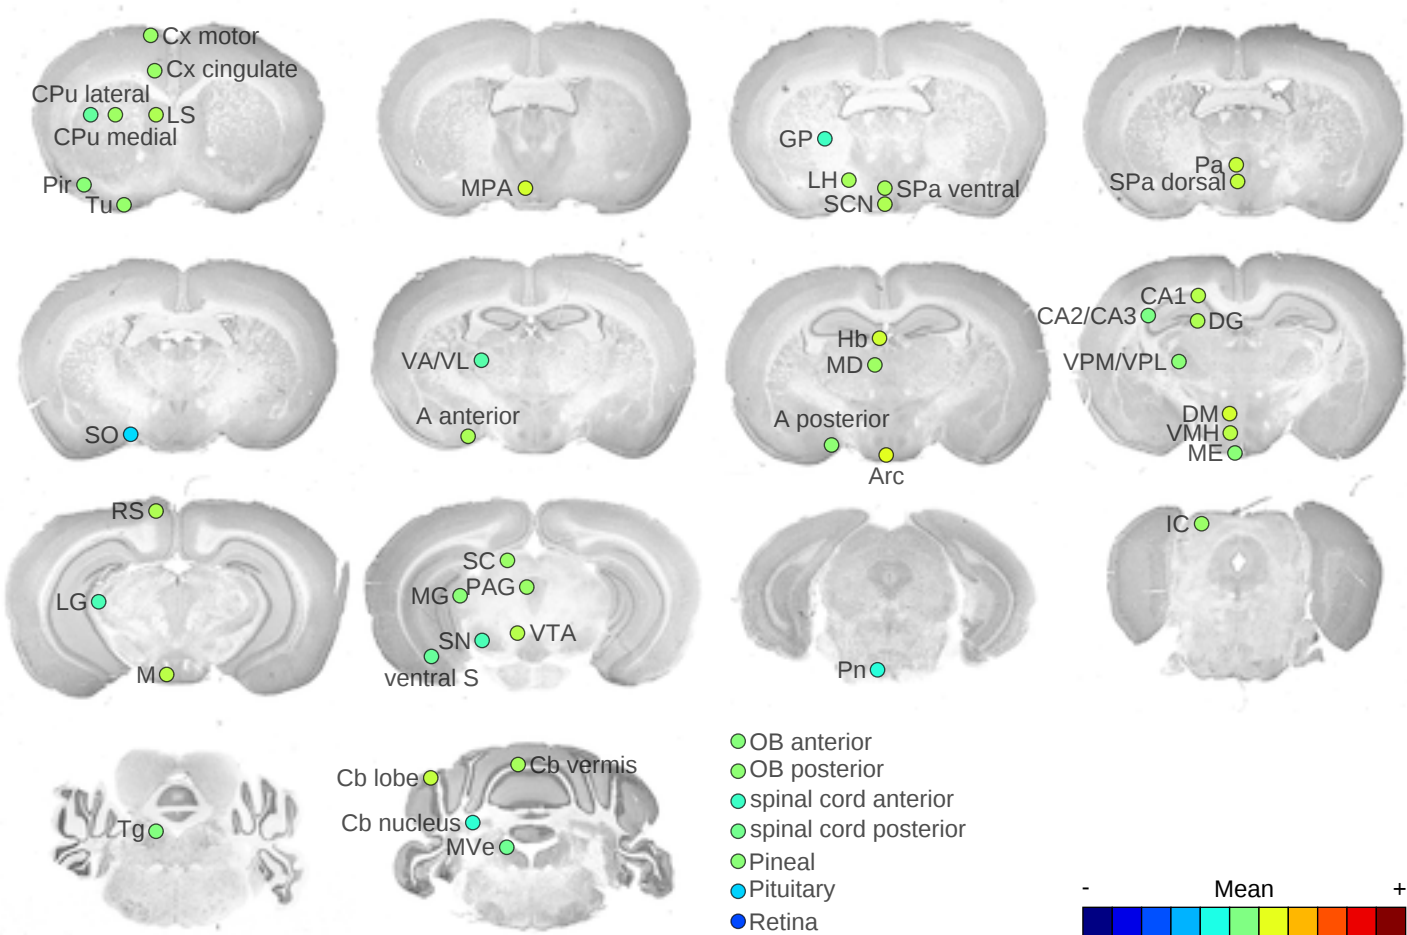 Cx motor
Cx cingulate
CPu lateral
LS
CPu medial
Pir
Tu
MPA
GP
LH
SPa ventral
SCN
Pa
SPa dorsal
SO
VA/VL
A anterior
Hb
MD
A posterior
Arc
CA1
CA2/CA3
DG
VPM/VPL
DM
VMH
ME
RS
LG
M
SC
PAG
MG
SN
VTA
ventral S
Pn
IC
Tg
Cb lobe
Cb vermis
Cb nucleus
MVe
OB anterior
OB posterior
spinal cord anterior
spinal cord posterior
Pineal
Pituitary
Retina
- Mean +